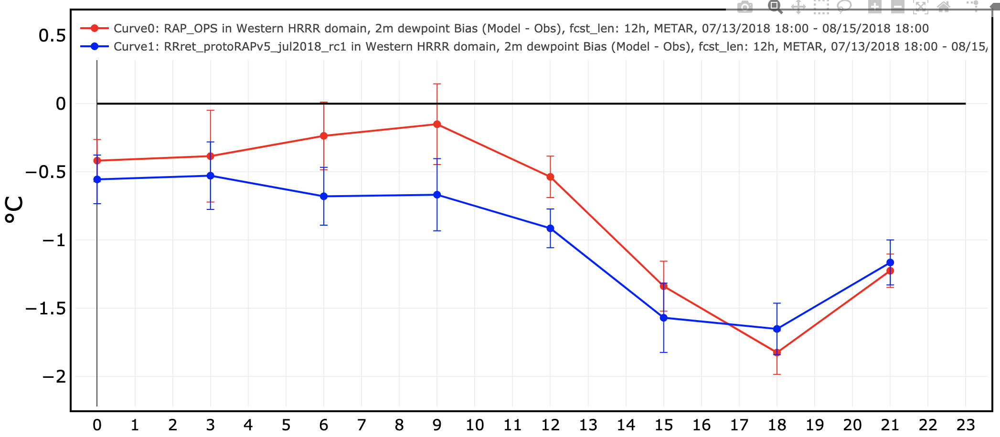 Curve0: RAP_OPS in Western HRRR domain, 2m dewpoint Bias (Model - Obs), fcst_len: 12h, METAR, 07/13/2018 18:00 - 08/15/2018 18:00
Curve1: RRret_protoRAPv5_jul2018_rc1 in Western HRRR domain, 2m dewpoint Bias (Model - Obs), fcst_len: 12h, METAR, 07/13/2018 18:00 - 08/15/
0.5
0
−0.5
−1
−1.5
−2
°C
0 1 2 3 4 5 6 7 8 9 10 11 12 13 14 15 16 17 18 19 20 21 22 23